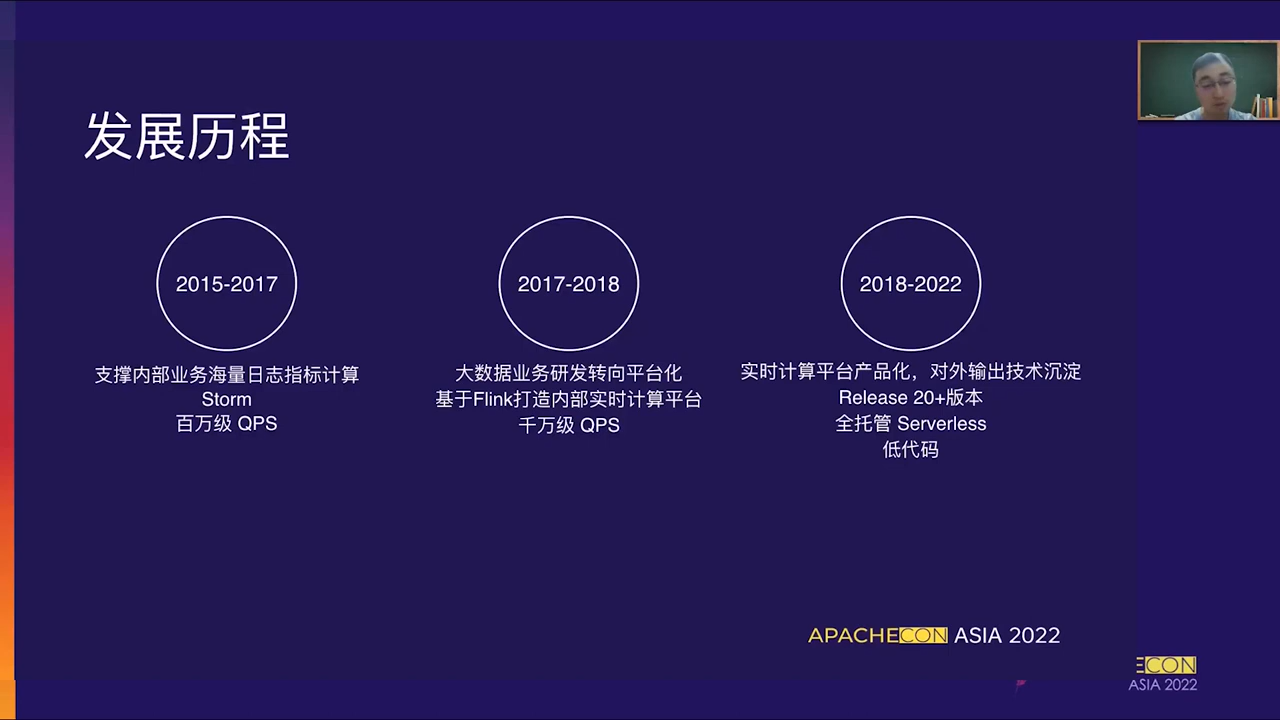 发展历程
2015-2017
支撑内部业务海量日志指标计算
Storm
百万级 QPS
2017-2018
大数据业务研发转向平台化
基于Flink打造内部实时计算平台
千万级 QPS
2018-2022
实时计算平台产品化，对外输出技术沉淀
Release 20+版本
全托管 Serverless
低代码
APACHECON ASIA 2022
ECON
ASIA 2022